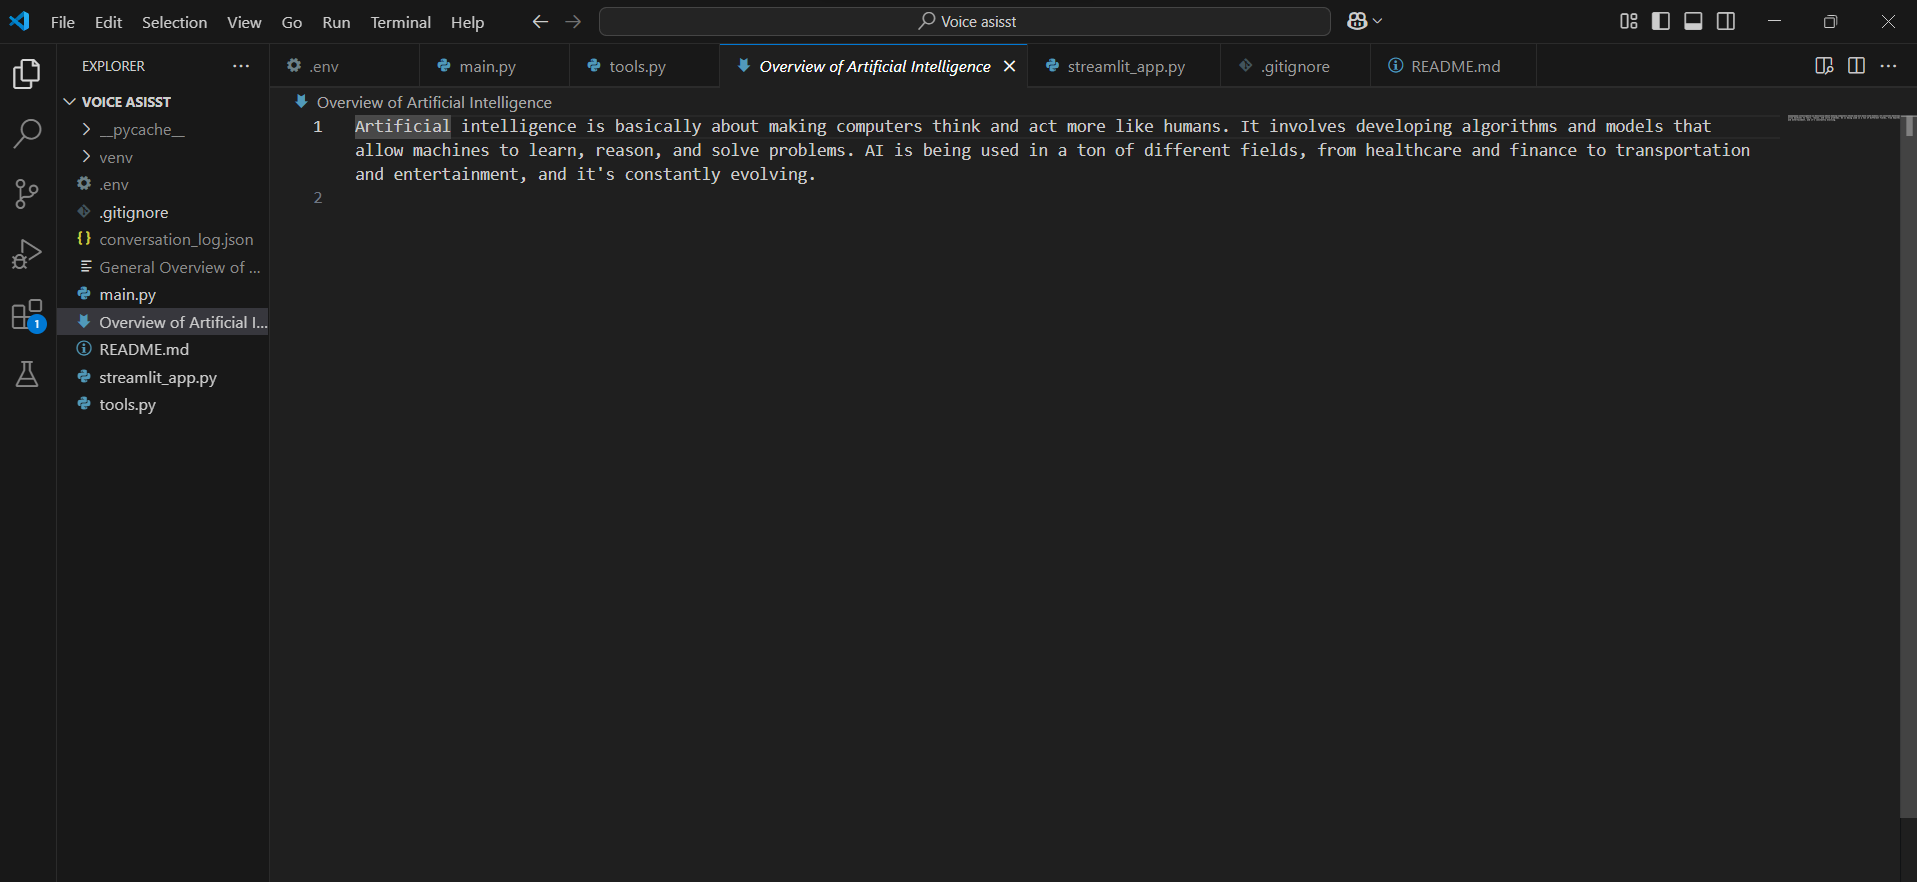 File Edit Selection View Go Run Terminal Help
Voice asisst
EXPLORER
VOICE ASISST
__pycache__
venv
.env
.gitignore
conversation_log.json
General Overview of ...
main.py
Overview of Artificial I...
README.md
streamlit_app.py
tools.py
1
.env main.py tools.py Overview of Artificial Intelligence streamlit_app.py .gitignore README.md
Overview of Artificial Intelligence
1 Artificial intelligence is basically about making computers think and act more like humans. It involves developing algorithms and models that
allow machines to learn, reason, and solve problems. AI is being used in a ton of different fields, from healthcare and finance to transportation
and entertainment, and it's constantly evolving.
2